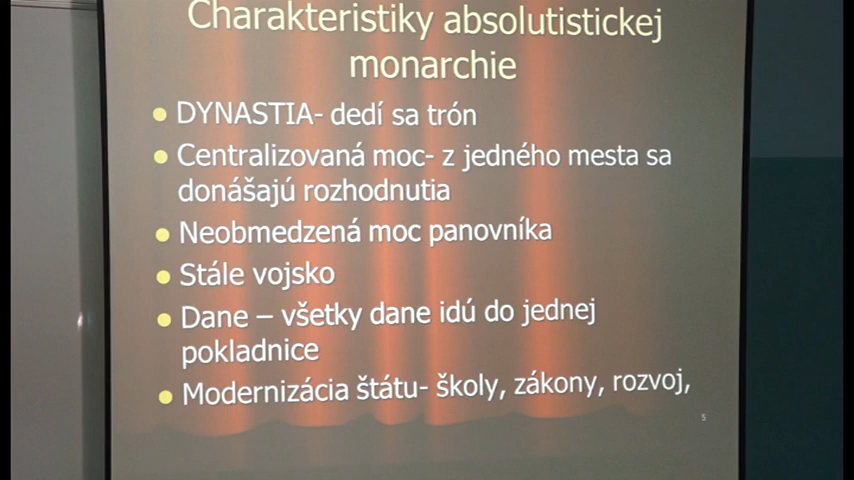 Charakteristiky absolutistickej
monarchie
DYNASTIA- dedí sa trón
Centralizovaná moc- z jedného mesta sa
donášajú rozhodnutia
Neobmedzená moc panovníka
Stále vojsko
Dane – všetky dane idú do jednej
pokladnice
Modernizácia štátu- školy, zákony, rozvoj,
5